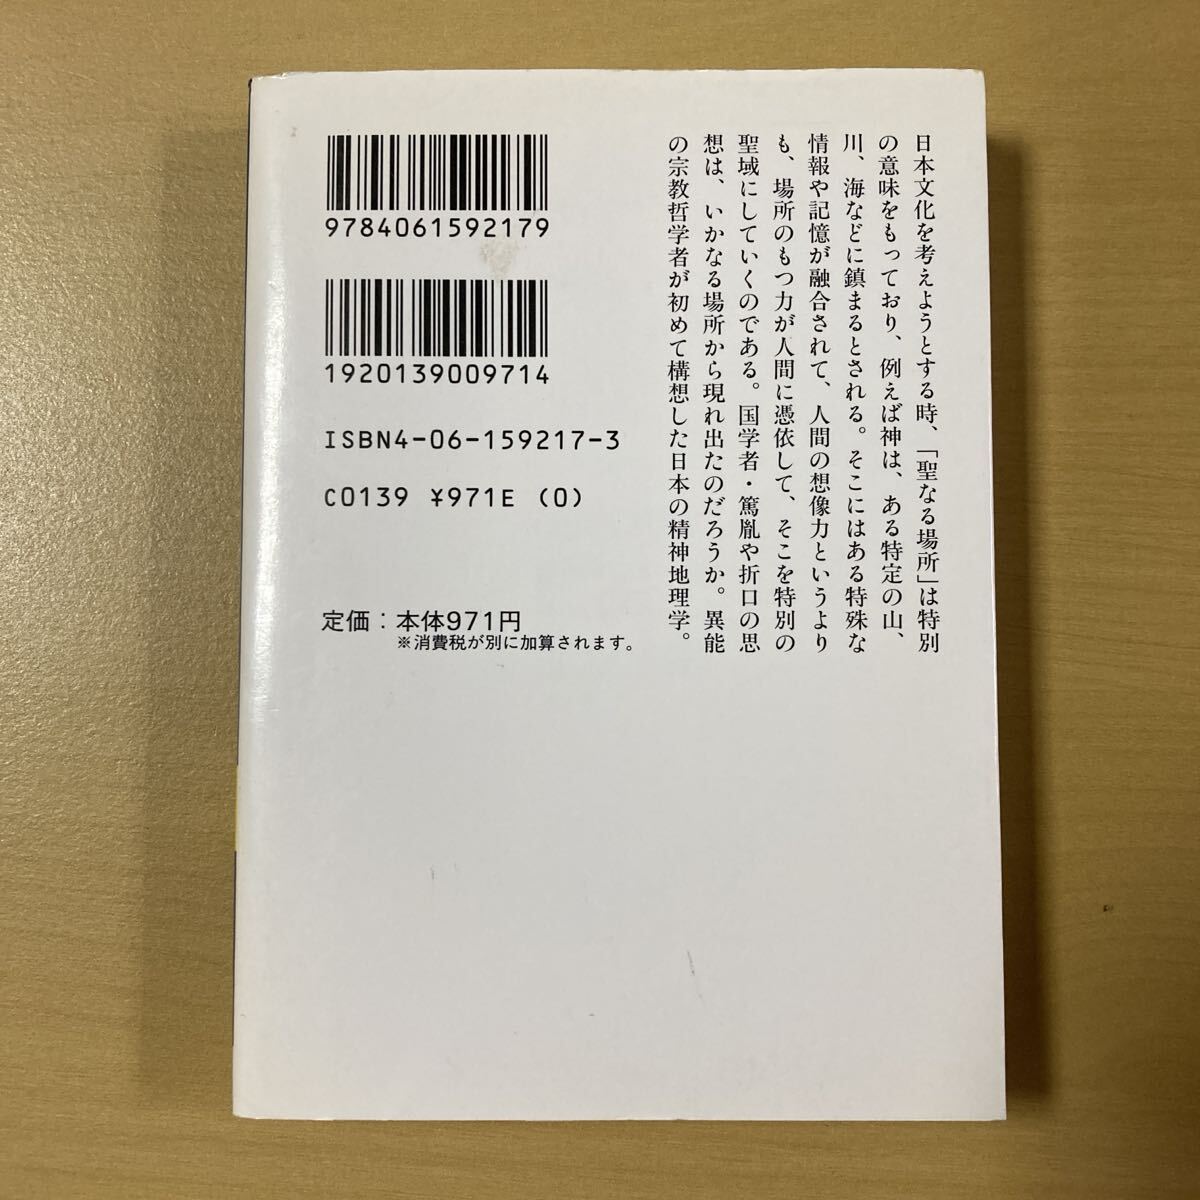 日本文化を考えようとする時、「聖なる場所」は特別
の意味をもっており、例えば神は、ある特定の山、
川、海などに鎮まるとされる。そこにはある特殊な
情報や記憶が融合されて、人間の想像力というより
も、場所のもつ力が人間に憑依して、そこを特別の
聖域にしていくのである。国学者・篤胤や折口の思
想は、いかなる場所から現れ出たのだろうか。異能
の宗教哲学者が初めて構想した日本の精神地理学。
9784061592179
1920139009714
ISBN4-06-159217-3
C0139 ¥971E (0)
定価：本体971円
※消費税が別に加算されます。